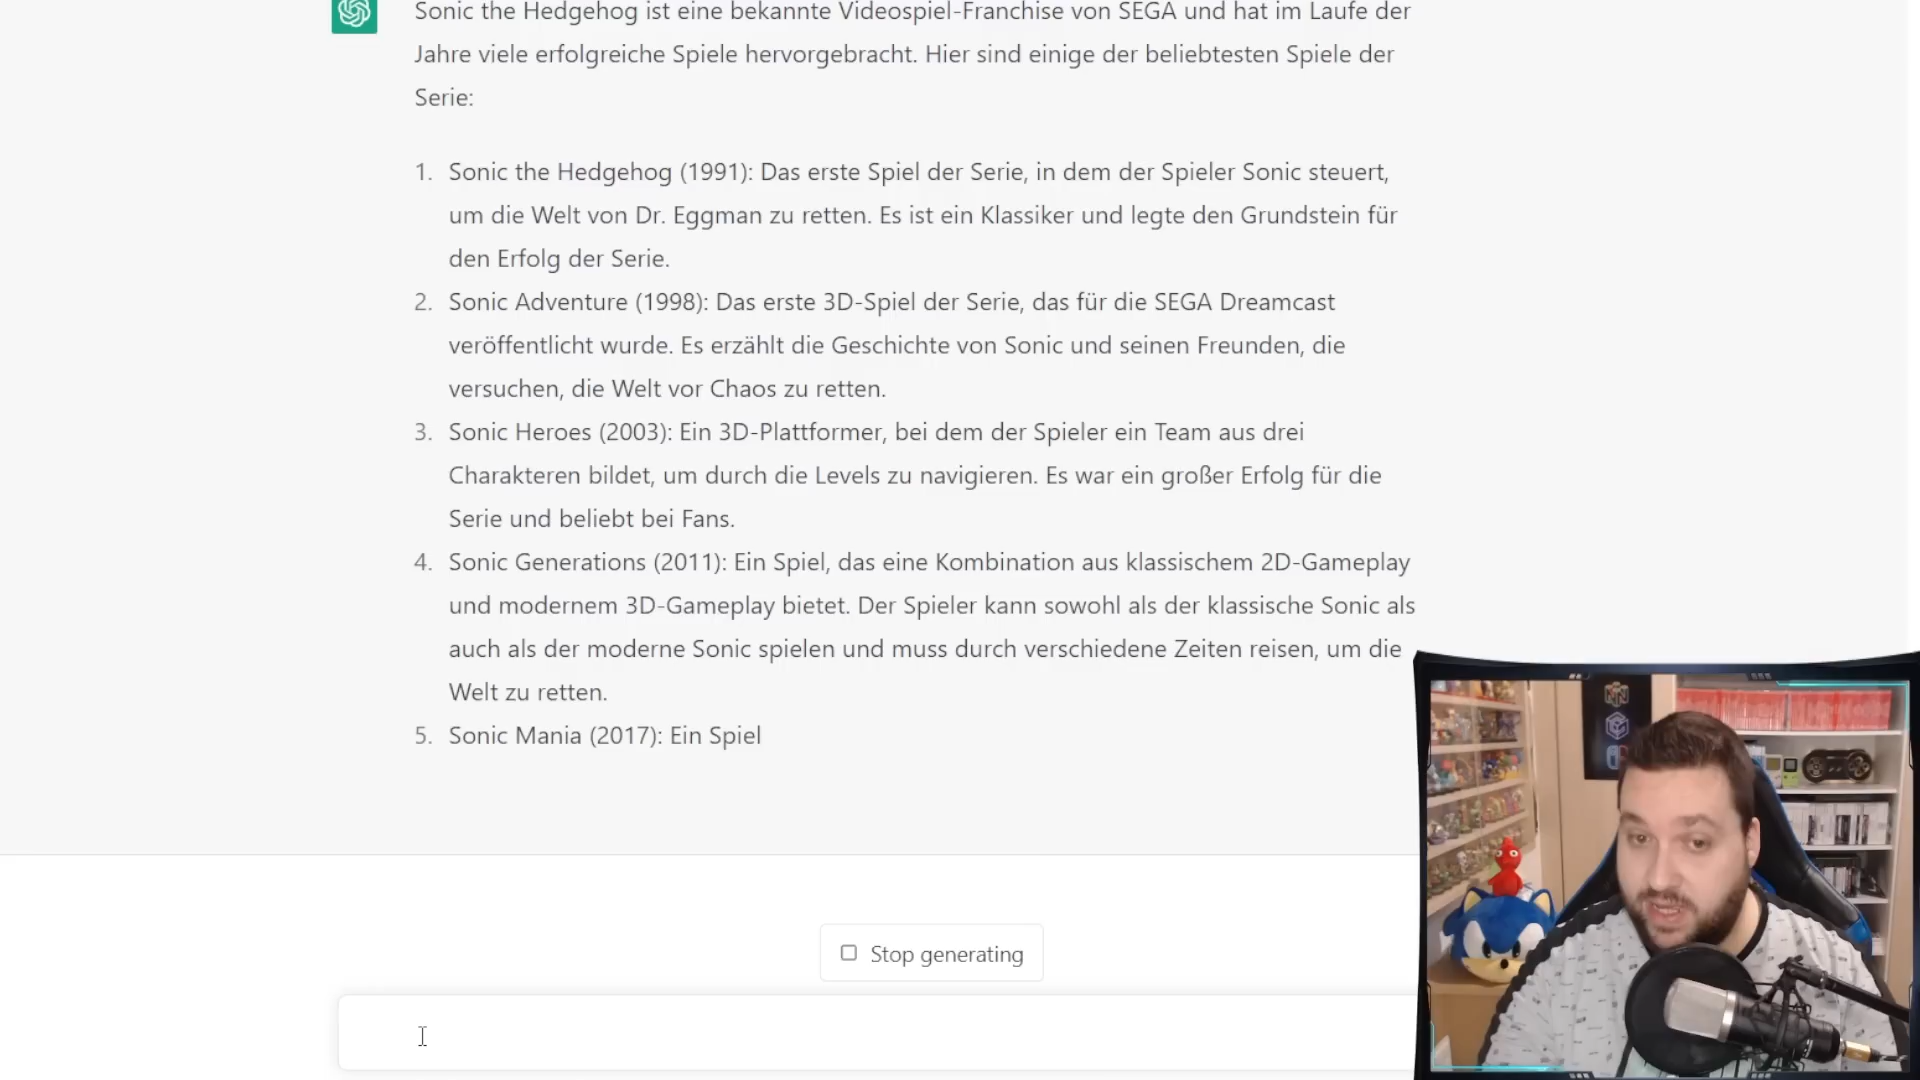 Sonic the Hedgehog ist eine bekannte Videospiel-Franchise von SEGA und hat im Laufe der
Jahre viele erfolgreiche Spiele hervorgebracht. Hier sind einige der beliebtesten Spiele der
Serie:
1. Sonic the Hedgehog (1991): Das erste Spiel der Serie, in dem der Spieler Sonic steuert,
um die Welt von Dr. Eggman zu retten. Es ist ein Klassiker und legte den Grundstein für
den Erfolg der Serie.
2. Sonic Adventure (1998): Das erste 3D-Spiel der Serie, das für die SEGA Dreamcast
veröffentlicht wurde. Es erzählt die Geschichte von Sonic und seinen Freunden, die
versuchen, die Welt vor Chaos zu retten.
3. Sonic Heroes (2003): Ein 3D-Plattformer, bei dem der Spieler ein Team aus drei
Charakteren bildet, um durch die Levels zu navigieren. Es war ein großer Erfolg für die
Serie und beliebt bei Fans.
4. Sonic Generations (2011): Ein Spiel, das eine Kombination aus klassischem 2D-Gameplay
und modernem 3D-Gameplay bietet. Der Spieler kann sowohl als der klassische Sonic als
auch als der moderne Sonic spielen und muss durch verschiedene Zeiten reisen, um die
Welt zu retten.
5. Sonic Mania (2017): Ein Spiel
Stop generating